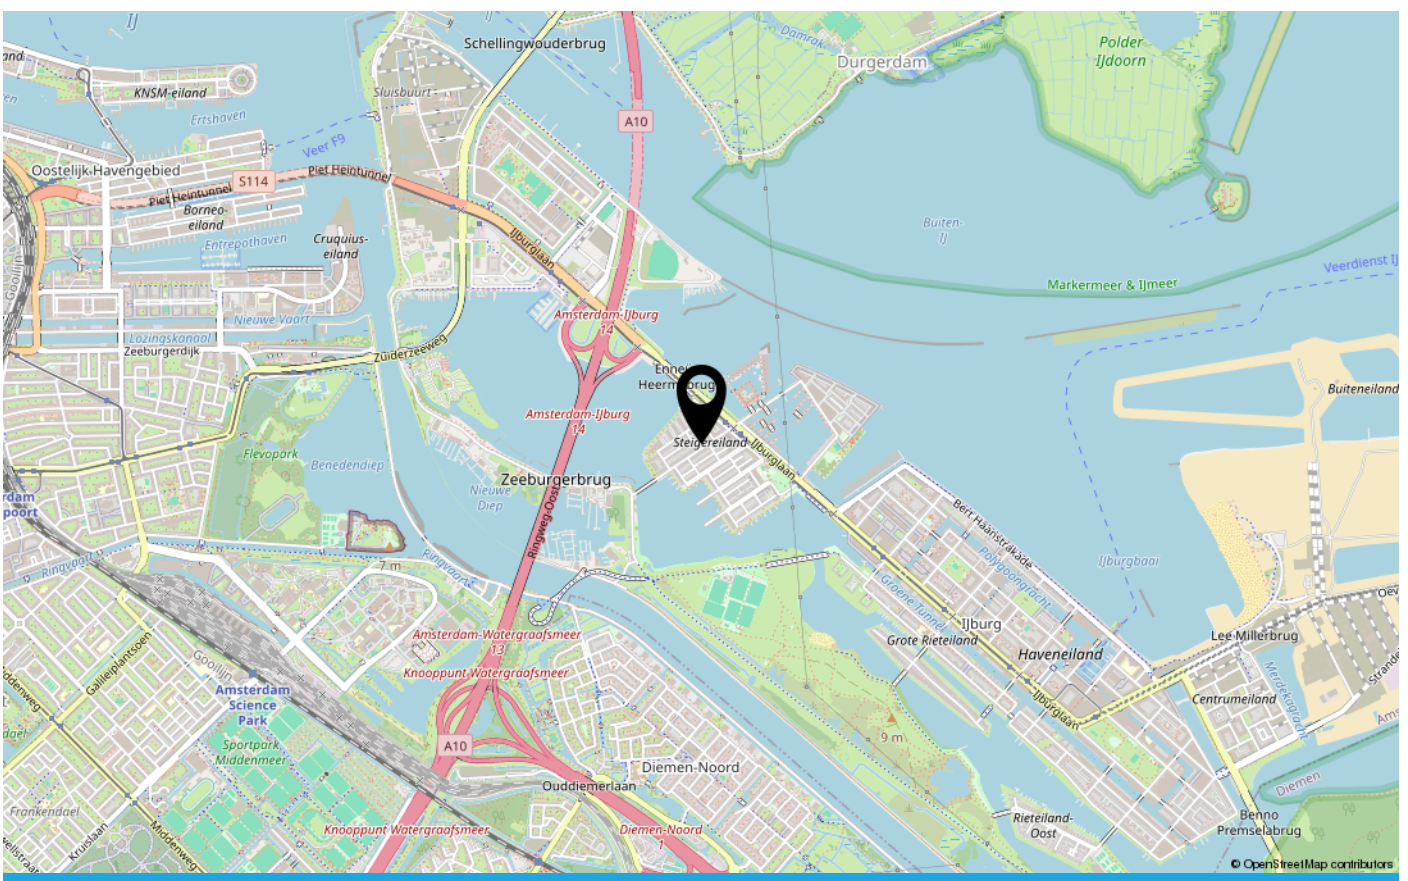 IJ
Schellingwouderbrug
Damrak
Durgerdam
Polder
IJdoorn
KNSM-eiland
Sluisbuurt
Ertshaven
A10
Veer F9
Oostelijk Havengebied
S114
Piet Heintunnel
Piet Heintunnel
Borneo-
eiland
Entrepothaven
Cruquius-
eiland
IJburglaan
Buiten-
IJ
Gooilijn
Veerdienst IJ
Markermeer & IJmeer
Nieuwe Vaart
Amsterdam-IJburg
14
Lozingskanaal
Zeeburgerdijk
Zuiderzeeweg
Buiteneiland
Amsterdam-IJburg
14
Steigereiland
IJburglaan
Flevopark
Benedendiep
Zeeburgerbrug
Nieuwe
Diep
Ringweg-Oost
Bert Haanstrakade
Polygoongracht
IJburgbaai
Ringvaart
Ringvaart
7 m
Groene Tunnel
IJburg
Grote Rieteiland
Haveneiland
Lee Millerbrug
Amsterdam-Watergraafsmeer
13
Knooppunt Watergraafsmeer
Galileiplantsoen
Gooilijn
Amsterdam
Science
Park
Merdekagracht
Centrumeiland
IJburglaan
9 m
A10
Sportpark
Middenmeer
Diemen-Noord
Ouddiemerlaan
Diemen
Frankendael
Kruislaan
Middenweg
Knooppunt Watergraafsmeer
Diemen-Noord
1
Rieteiland-
Oost
Benno
Premselabrug
© OpenStreetMap contributors